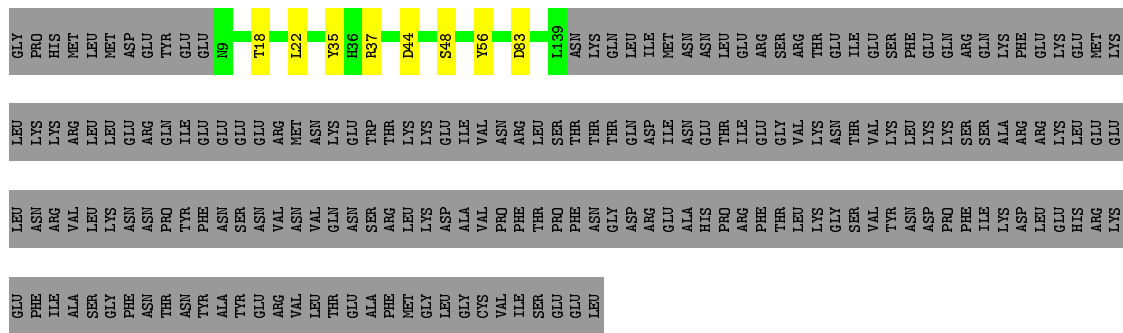 GLY PRO HIS MET LEU MET ASP GLU TYR GLU GLU N9 T18 L22 Y35 H36 R37 D44 S48 Y56 D83 L139 ASN LYS GLN LEU ILE MET ASN ASN LEU GLU ARG SER ARG THR GLU ILE GLU SER PHE GLU GLN ARG GLN LYS PHE GLU LYS GLU MET LYS
LEU LYS LYS ARG LEU LEU GLU ARG GLN ILE GLU GLU GLU GLU ARG MET ASN LYS GLU TRP THR LYS LYS GLU ILE VAL ASN ARG LEU SER THR THR THR GLN ASP ILE ASN GLU LEU THR ILE GLU GLY VAL LYS ASN THR VAL LYS LEU LYS LYS SER SER ALA ARG ARG LYS LEU GLU GLU
LEU ASN ARG VAL LEU LYS ASN ASN PRO TYR PHE ASN SER ASN VAL ASN VAL GLN ASN SER ARG LEU LYS ASP ALA VAL PRO PHE THR PRO PHE ASN GLY ASP ARG GLU ALA HIS PRO ARG PHE THR LEU LYS GLY SER VAL TYR ASN ASP PRO PHE ILE LYS ASP LEU GLU HIS ARG LYS
GLU PHE ILE ALA SER GLY PHE ASN THR ASN TYR ALA TYR GLU ARG VAL LEU THR GLU ALA PHE MET GLY LEU GLY CYS VAL ILE SER GLU GLU LEU